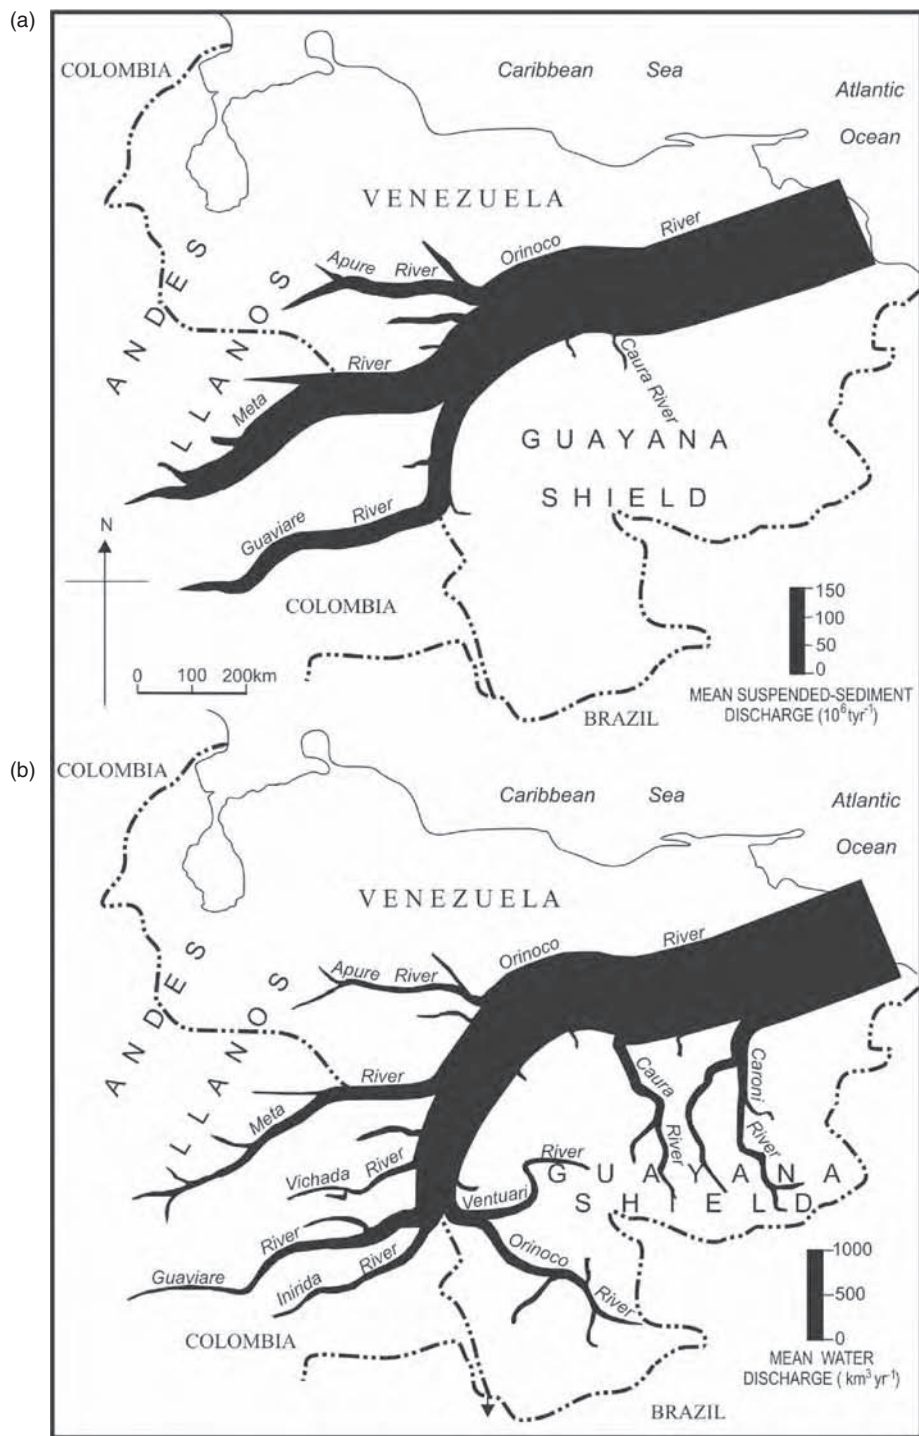 (a)
COLOMBIA
Caribbean Sea
Atlantic
Ocean
VENEZUELA
ANDES
LLANOS
Apure River
Orinoco River
Meta River
Caura River
GUAYANA
SHIELD
N
Guaviare River
COLOMBIA
0 100 200km
BRAZIL
150
100
50
0
MEAN SUSPENDED-SEDIMENT
DISCHARGE (10⁶tyr⁻¹)
(b)
COLOMBIA
Caribbean Sea
Atlantic
Ocean
VENEZUELA
ANDES
LLANOS
Apure River
Orinoco River
Meta River
Caura River
Caroni River
Vichada River
Ventuari River
GUAYANA
SHIELD
Guaviare River
Inirida River
Orinoco River
COLOMBIA
BRAZIL
1000
500
0
MEAN WATER
DISCHARGE ( km³ yr⁻¹)